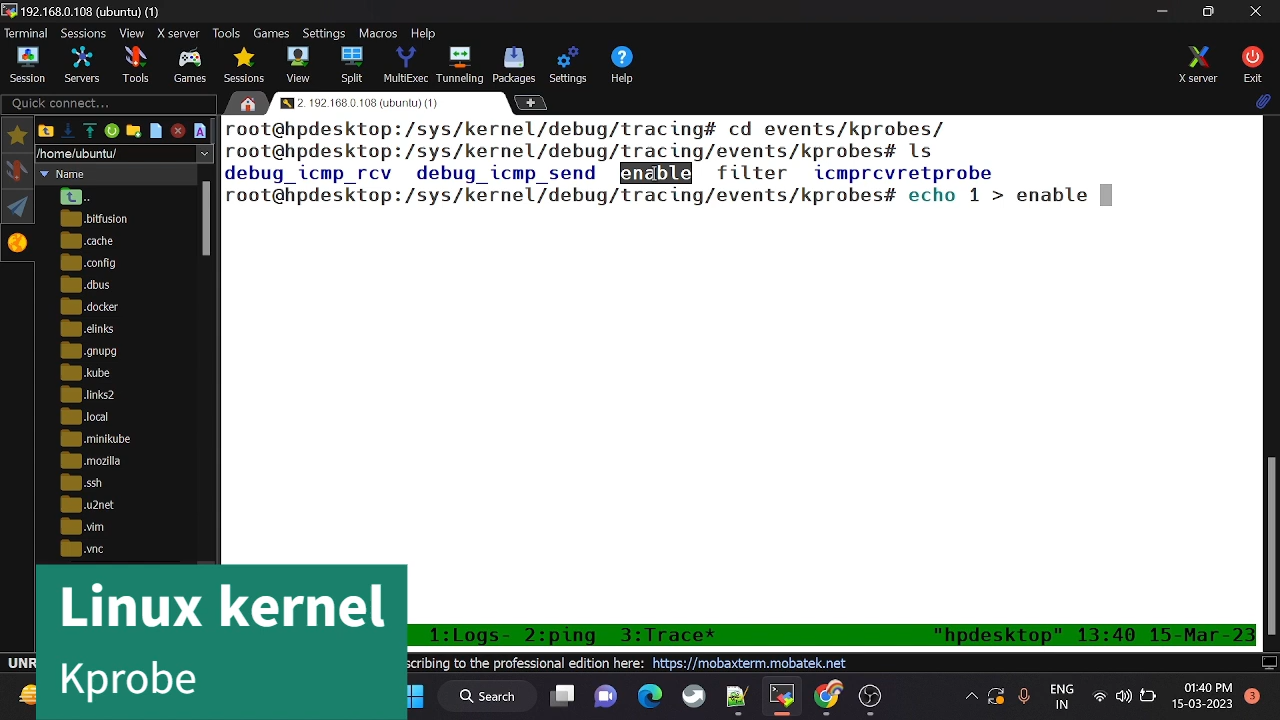 192.168.0.108 (ubuntu) (1)
Terminal Sessions View X server Tools Games Settings Macros Help
Session Servers Tools Games Sessions View Split MultiExec Tunneling Packages Settings Help X server Exit
Quick connect...
2. 192.168.0.108 (ubuntu) (1)
/home/ubuntu/
Name
..
.bitfusion
.cache
.config
.dbus
.docker
.elinks
.gnupg
.kube
.links2
.local
.minikube
.mozilla
.ssh
.u2net
.vim
.vnc
root@hpdesktop:/sys/kernel/debug/tracing# cd events/kprobes/
root@hpdesktop:/sys/kernel/debug/tracing/events/kprobes# ls
debug_icmp_rcv debug_icmp_send enable filter icmprcvretprobe
root@hpdesktop:/sys/kernel/debug/tracing/events/kprobes# echo 1 > enable
Linux kernel
Kprobe
1:Logs- 2:ping 3:Trace* "hpdesktop" 13:40 15-Mar-23
UNR
scribing to the professional edition here: https://mobaxterm.mobatek.net
Search
ENG
IN
01:40 PM
15-03-2023
3